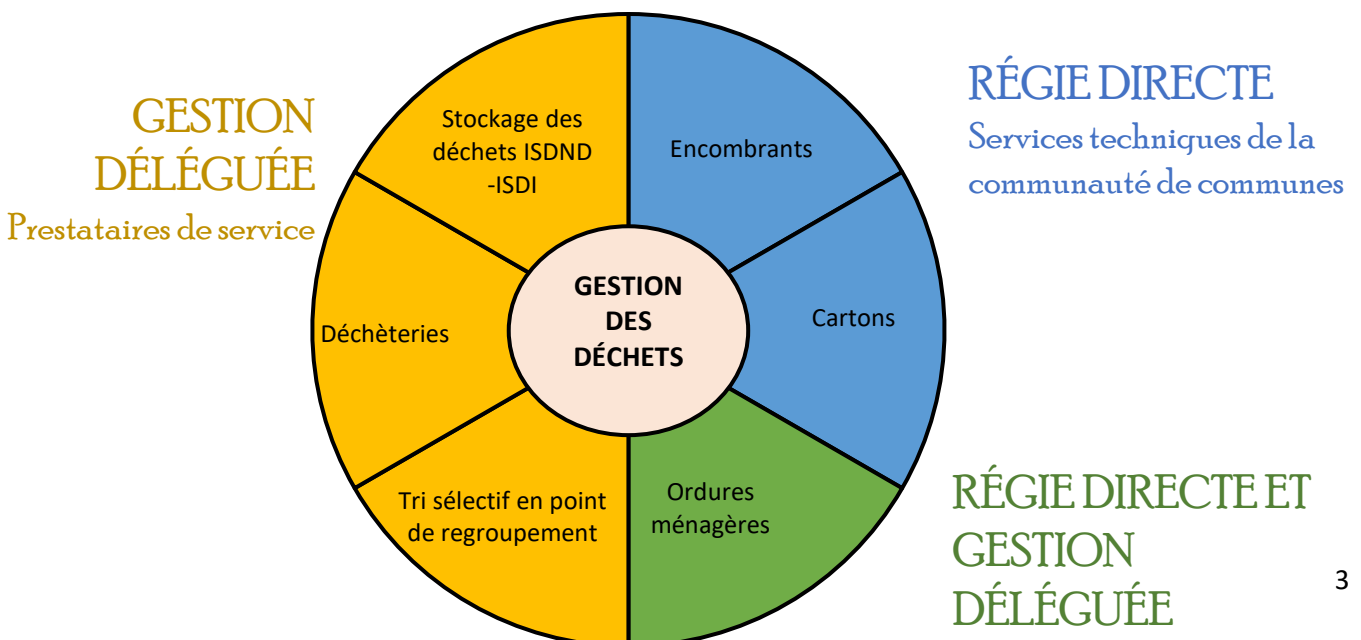 GESTION
DÉLÉGUÉE
Prestataires de service
Stockage des
déchets ISDND
-ISDI
Encombrants
RÉGIE DIRECTE
Services techniques de la
communauté de communes
Déchèteries
GESTION
DES
DÉCHETS
Cartons
Tri sélectif en point
de regroupement
Ordures
ménagères
RÉGIE DIRECTE ET
GESTION
DÉLÉGUÉE
3